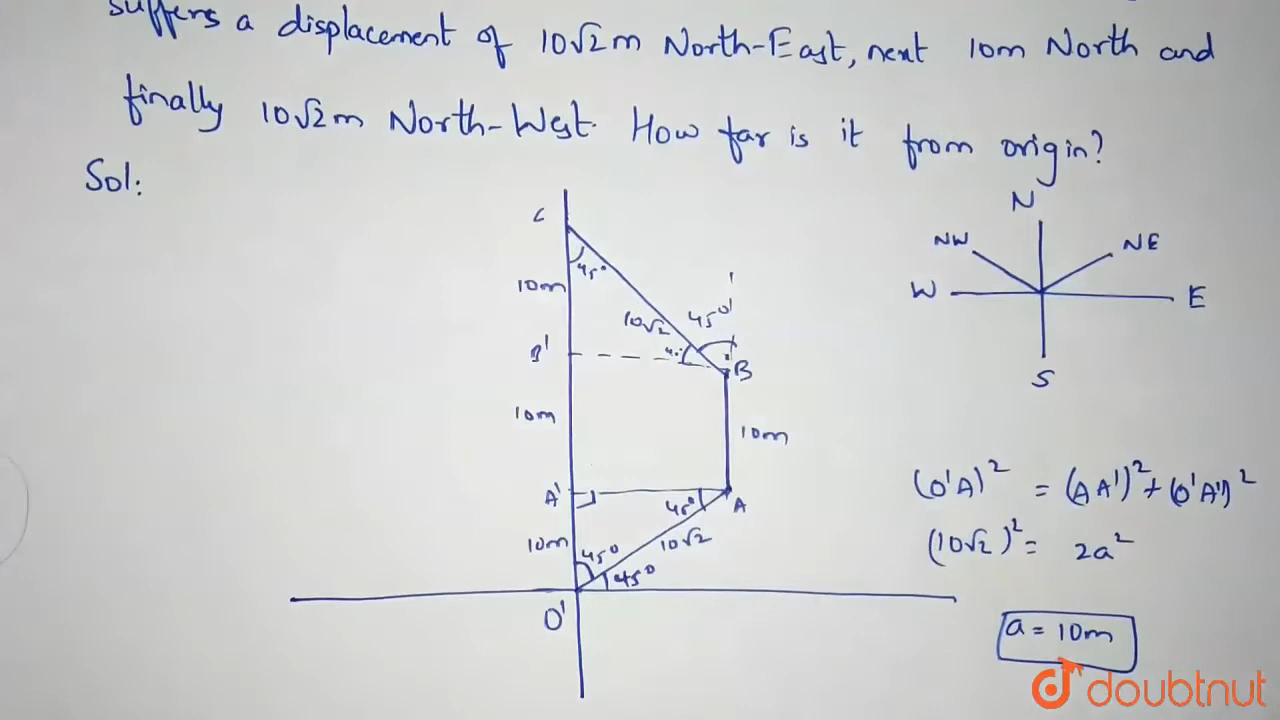 suffers a displacement of 10√2 m North-East, next 10m North and
finally 10√2 m North-West. How far is it from origin?
Sol:
N
C
NW
NE
45°
10m
W
E
10√2
45°
B'
B
S
10m
10m
(O'A)² = (AA')² + (O'A')²
A'
45°
A
10m
45°
10√2
(10√2)² = 2a²
45°
O'
a = 10m
doubtnut